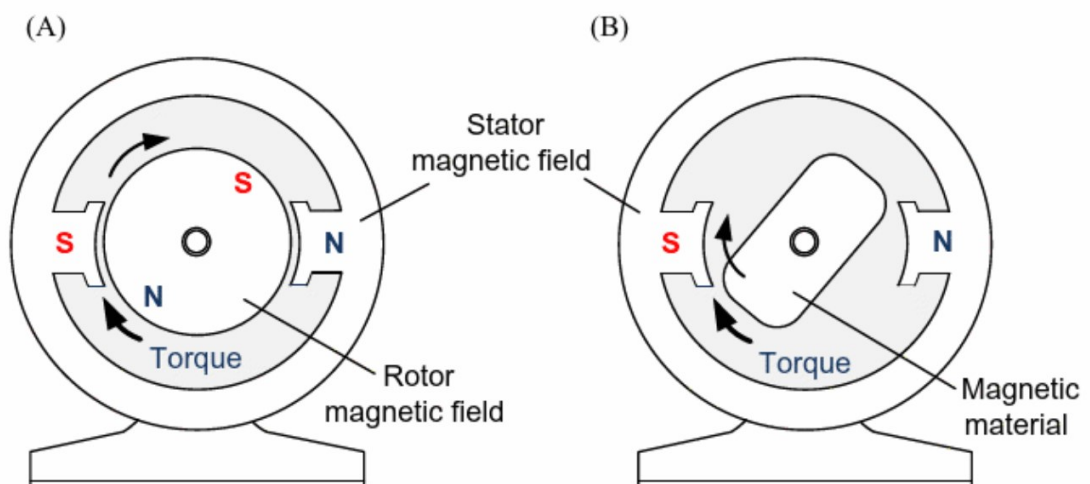 (A)
(B)
Stator
magnetic field
S
S
N
N
Torque
Rotor
magnetic field
S
N
Torque
Magnetic
material